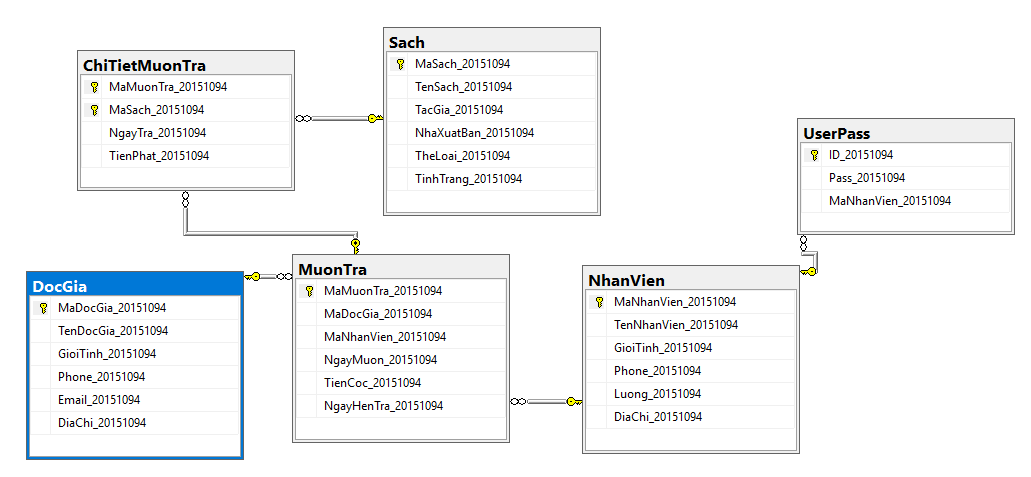 ChiTietMuonTra
MaMuonTra_20151094
MaSach_20151094
NgayTra_20151094
TienPhat_20151094
Sach
MaSach_20151094
TenSach_20151094
TacGia_20151094
NhaXuatBan_20151094
TheLoai_20151094
TinhTrang_20151094
UserPass
ID_20151094
Pass_20151094
MaNhanVien_20151094
DocGia
MaDocGia_20151094
TenDocGia_20151094
GioiTinh_20151094
Phone_20151094
Email_20151094
DiaChi_20151094
MuonTra
MaMuonTra_20151094
MaDocGia_20151094
MaNhanVien_20151094
NgayMuon_20151094
TienCoc_20151094
NgayHenTra_20151094
NhanVien
MaNhanVien_20151094
TenNhanVien_20151094
GioiTinh_20151094
Phone_20151094
Luong_20151094
DiaChi_20151094